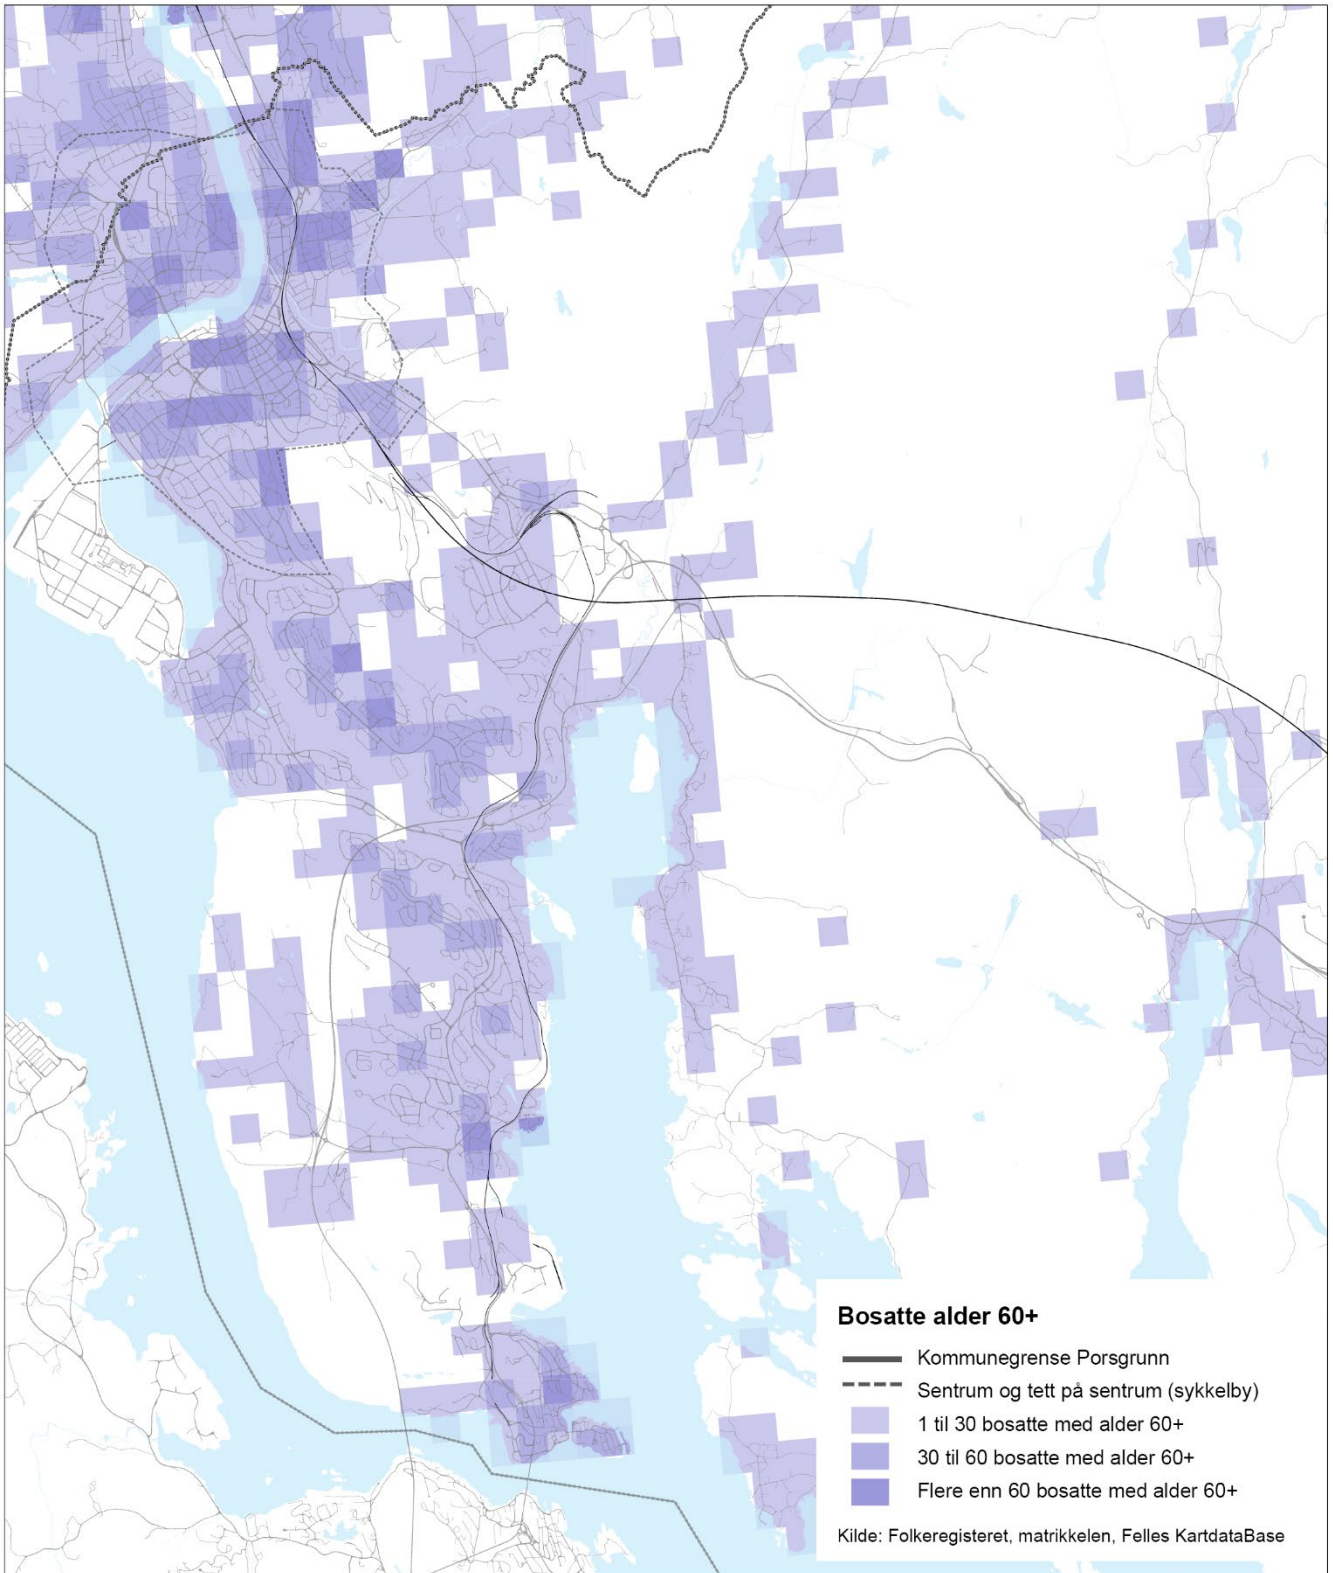 Bosatte alder 60+
Kommunegrense Porsgrunn
Sentrum og tett på sentrum (sykkelby)
1 til 30 bosatte med alder 60+
30 til 60 bosatte med alder 60+
Flere enn 60 bosatte med alder 60+
Kilde: Folkeregisteret, matrikkelen, Felles KartdataBase